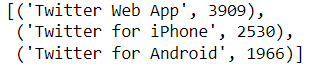 [('Twitter Web App', 3909),
('Twitter for iPhone', 2530),
('Twitter for Android', 1966)]